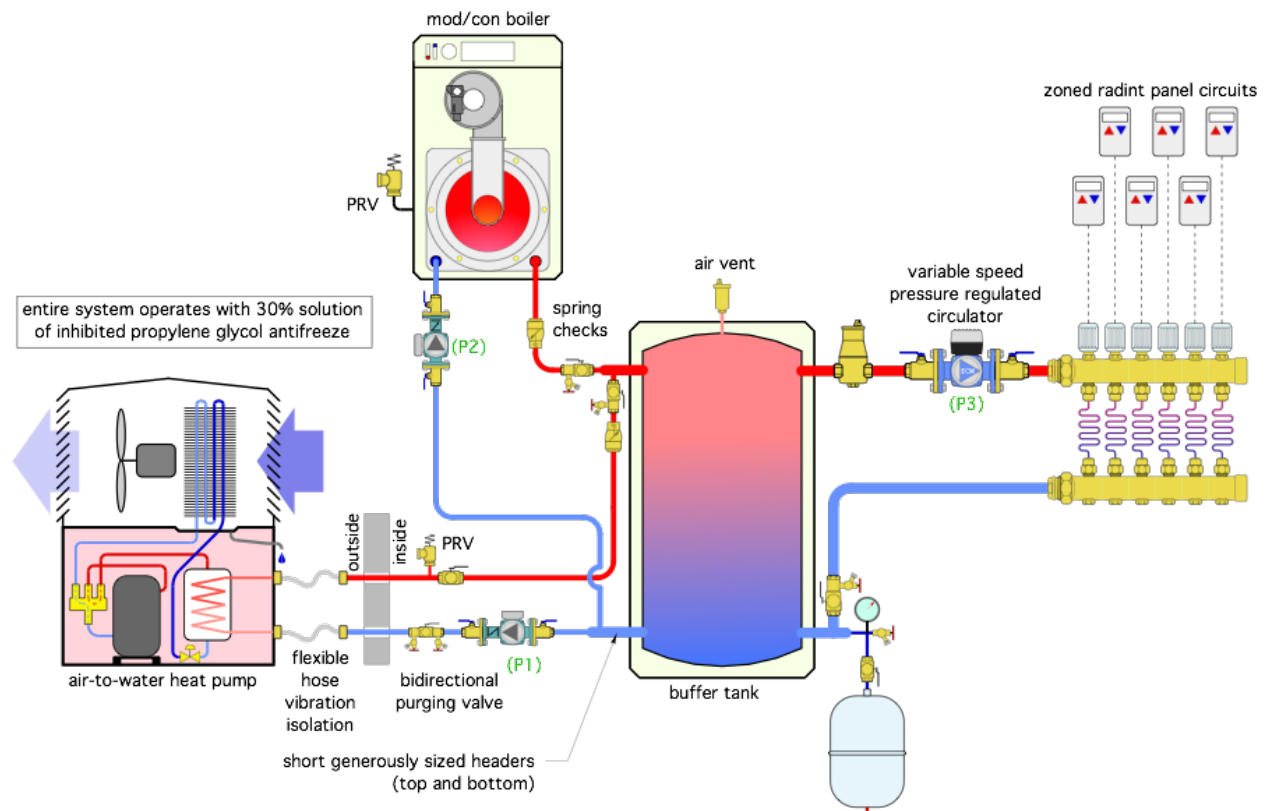 mod/con boiler
zoned radint panel circuits
PRV
air vent
variable speed
pressure regulated
circulator
entire system operates with 30% solution
of inhibited propylene glycol antifreeze
spring
checks
(P2)
ECM
(P3)
outside
inside
PRV
(P1)
air-to-water heat pump
flexible
hose
vibration
isolation
bidirectional
purging valve
buffer tank
short generously sized headers
(top and bottom)